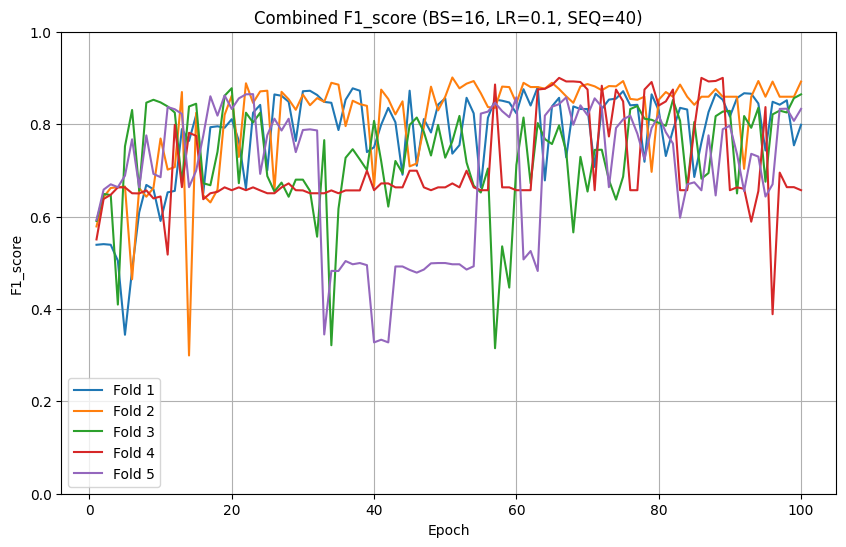 Combined F1_score (BS=16, LR=0.1, SEQ=40)
1.0
0.8
0.6
0.4
0.2
0.0
F1_score
Fold 1
Fold 2
Fold 3
Fold 4
Fold 5
0 20 40 60 80 100
Epoch